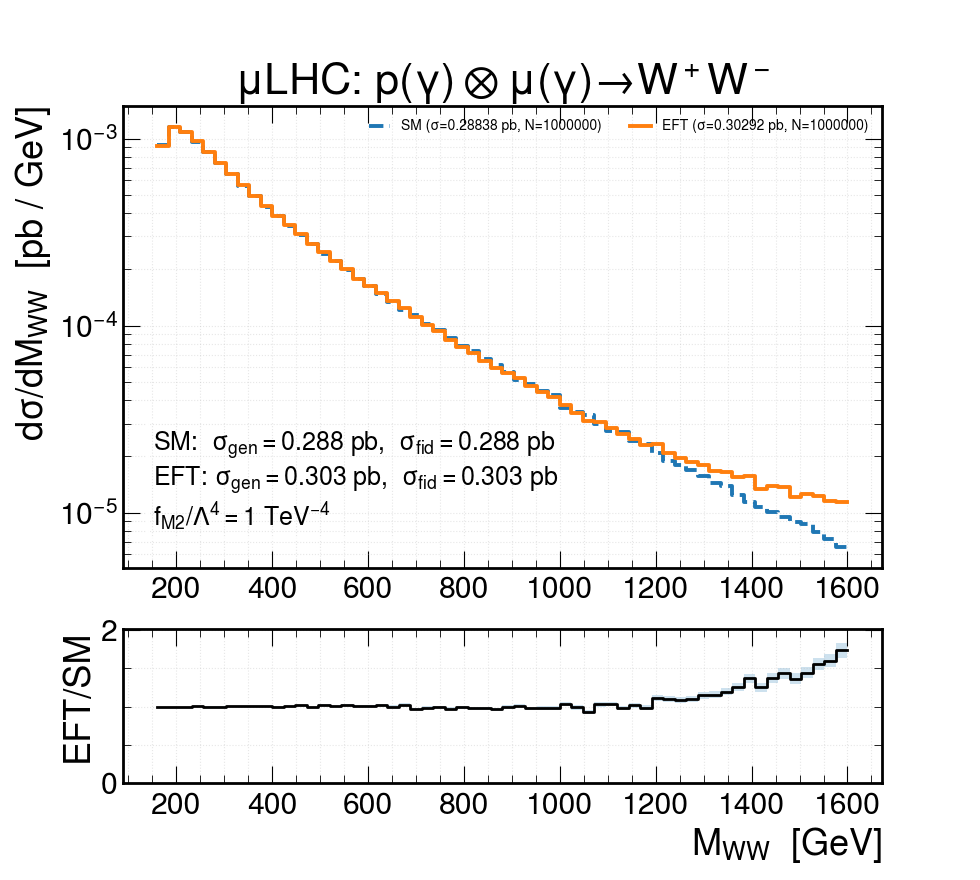 μLHC: p(γ) ⊗ μ(γ)→W⁺W⁻
SM (σ=0.28838 pb, N=1000000)
EFT (σ=0.30292 pb, N=1000000)
dσ/dM_WW [pb / GeV]
10⁻³
10⁻⁴
10⁻⁵
SM: σ_gen = 0.288 pb, σ_fid = 0.288 pb
EFT: σ_gen = 0.303 pb, σ_fid = 0.303 pb
f_M2/Λ⁴ = 1 TeV⁻⁴
200 400 600 800 1000 1200 1400 1600
EFT/SM
2
1
0
200 400 600 800 1000 1200 1400 1600
M_WW [GeV]